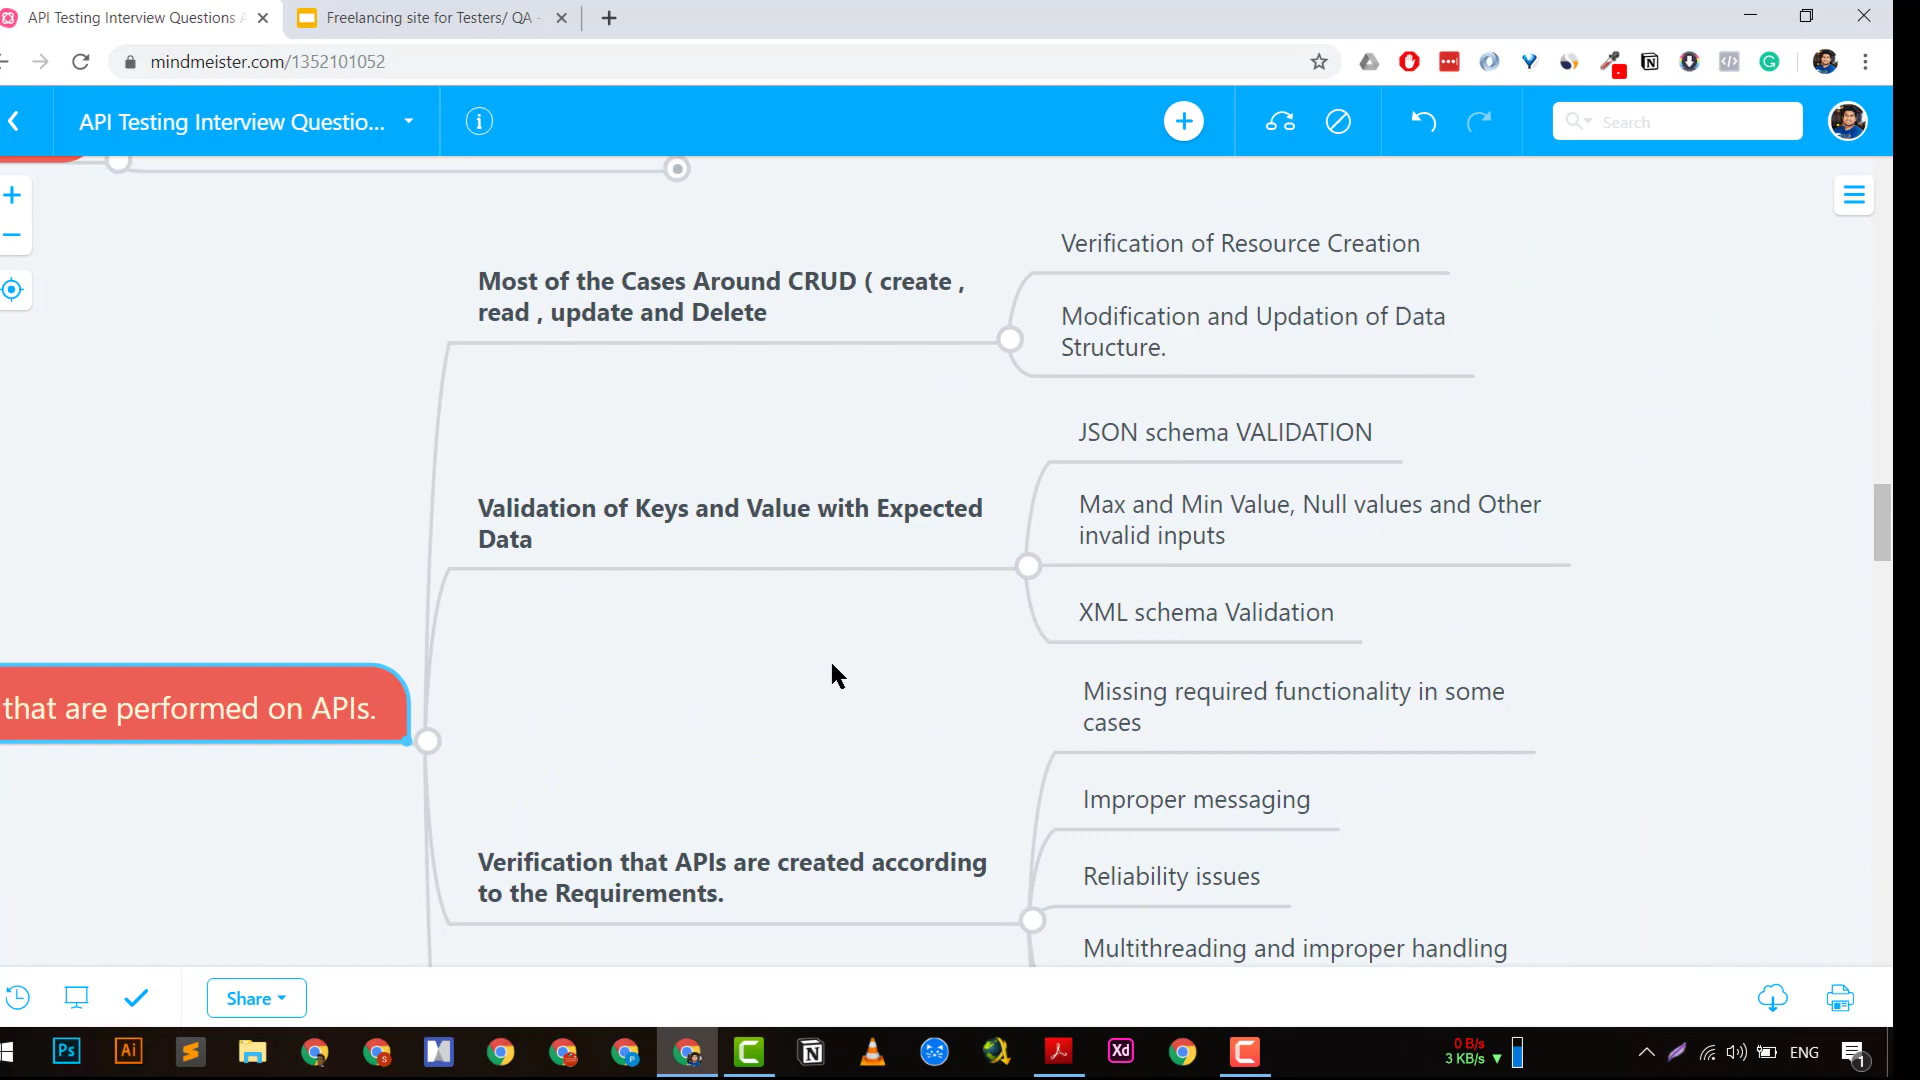 API Testing Interview Questions
Freelancing site for Testers/ QA -
mindmeister.com/1352101052
API Testing Interview Questio...
Search
Verification of Resource Creation
Most of the Cases Around CRUD ( create ,
read , update and Delete
Modification and Updation of Data
Structure.
JSON schema VALIDATION
Validation of Keys and Value with Expected
Data
Max and Min Value, Null values and Other
invalid inputs
XML schema Validation
that are performed on APIs.
Missing required functionality in some
cases
Improper messaging
Verification that APIs are created according
to the Requirements.
Reliability issues
Multithreading and improper handling
Share
Ps
Ai
Xd
0 B/s
3 KB/s
ENG
1